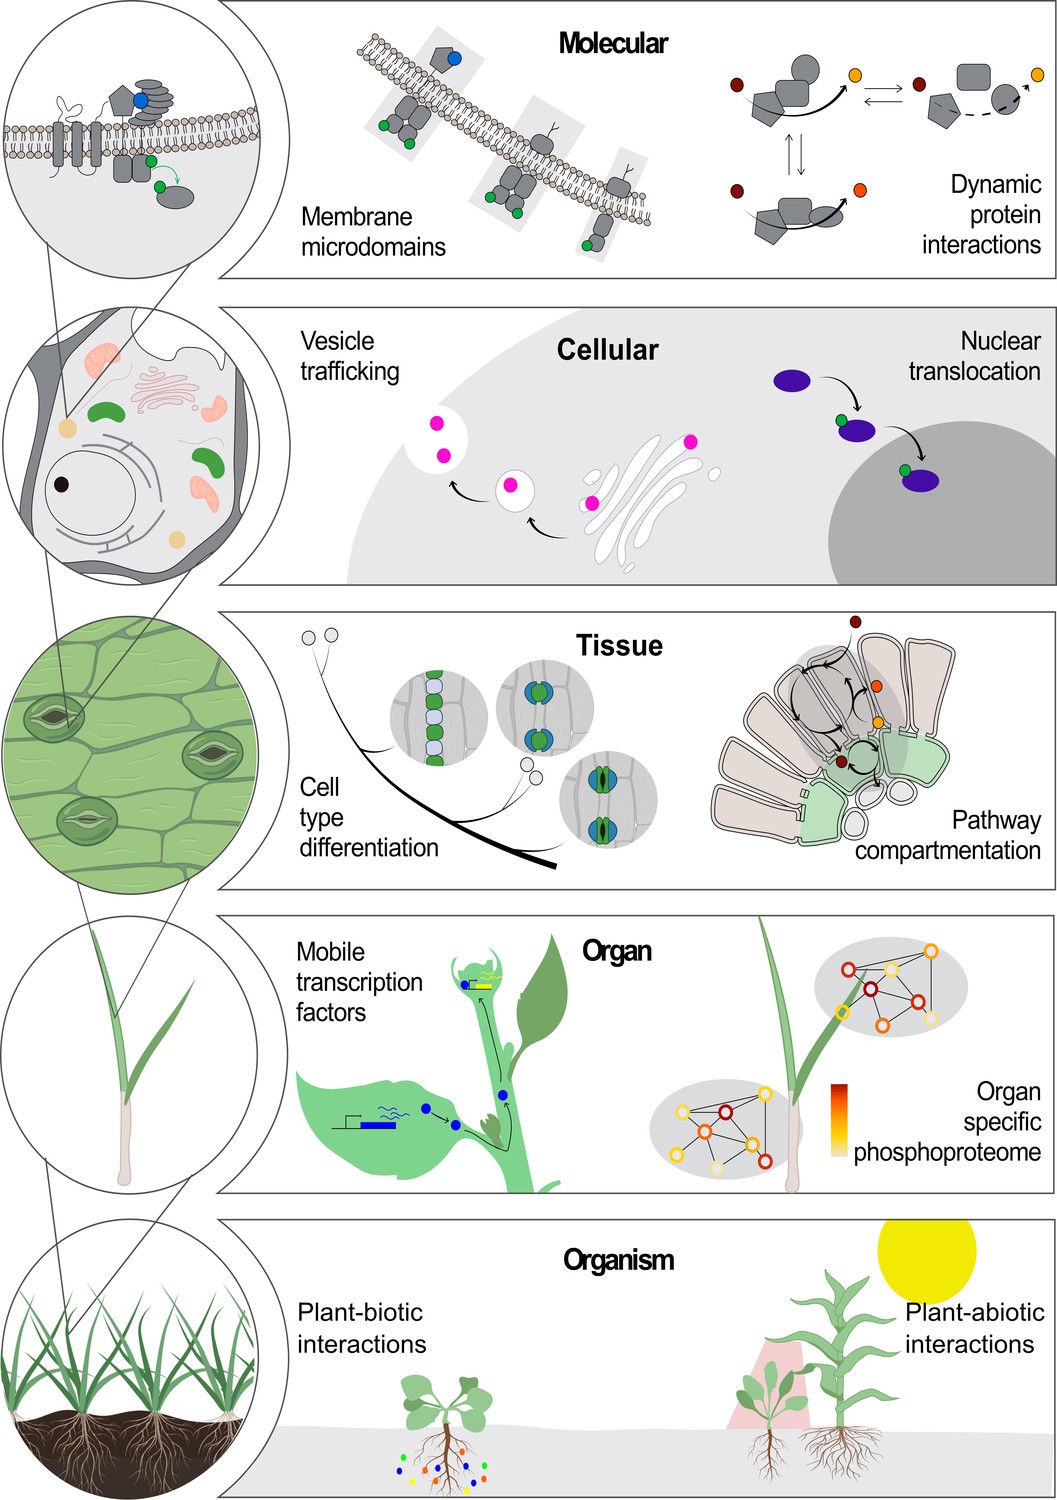 Molecular
Membrane
microdomains
Dynamic
protein
interactions
Vesicle
trafficking
Cellular
Nuclear
translocation
Tissue
Cell
type
differentiation
Pathway
compartmentation
Mobile
transcription
factors
Organ
Organ
specific
phosphoproteome
Organism
Plant-biotic
interactions
Plant-abiotic
interactions